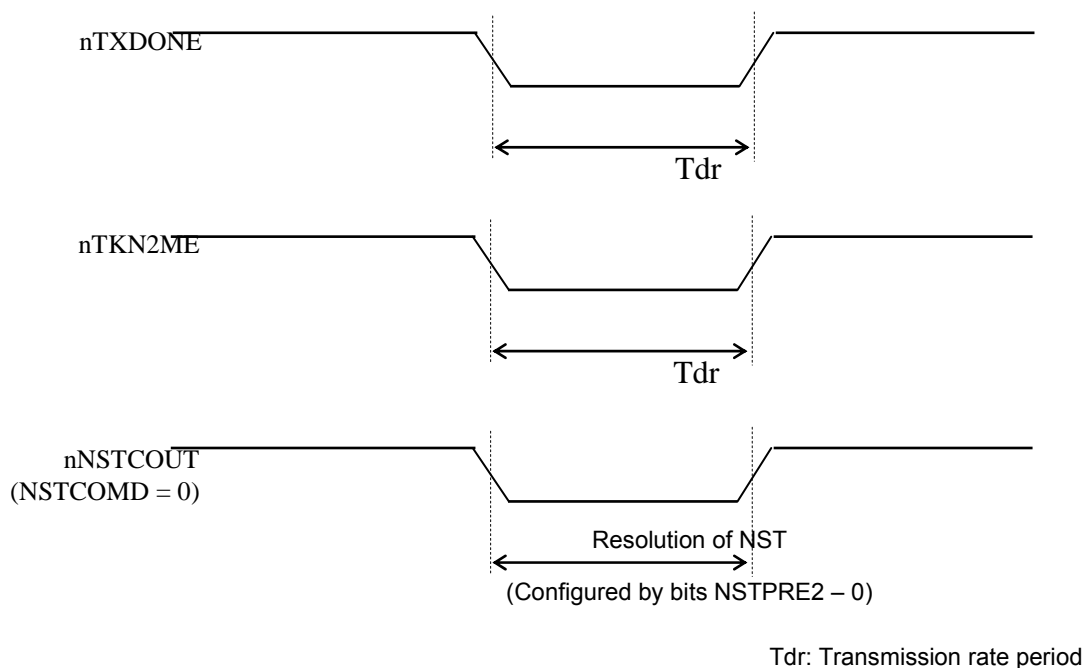 nTXDONE
Tdr
nTKN2ME
Tdr
nNSTCOUT
(NSTCOMD = 0)
Resolution of NST
(Configured by bits NSTPRE2 – 0)
Tdr: Transmission rate period